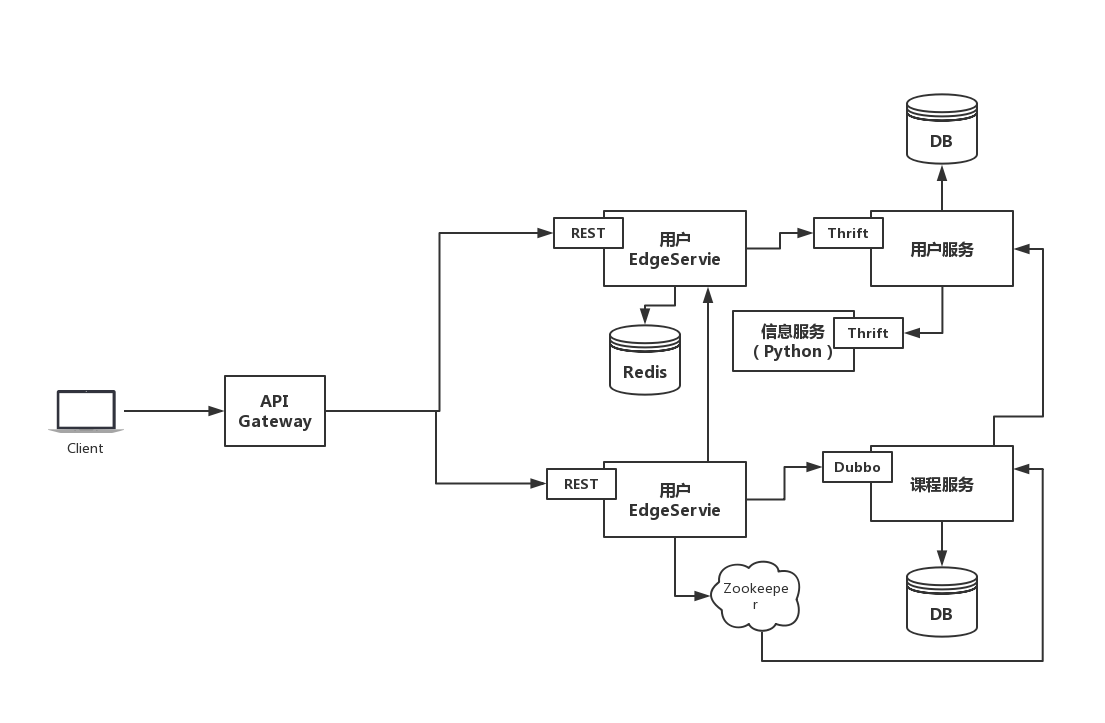 DB
REST
用户
EdgeServie
Thrift
用户服务
信息服务
( Python )
Thrift
Redis
API
Gateway
Client
REST
用户
EdgeServie
Dubbo
课程服务
Zookeepe
r
DB